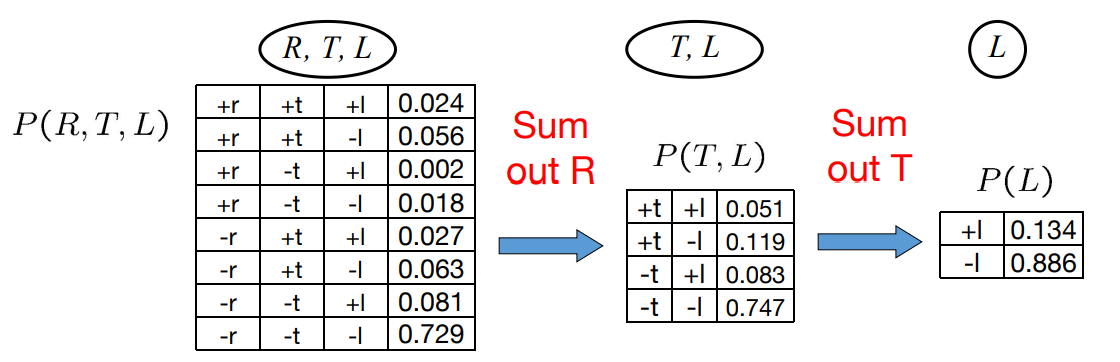 R, T, L
P(R, T, L)
+r +t +l 0.024
+r +t -l 0.056
+r -t +l 0.002
+r -t -l 0.018
-r +t +l 0.027
-r +t -l 0.063
-r -t +l 0.081
-r -t -l 0.729
Sum
out R
T, L
P(T, L)
+t +l 0.051
+t -l 0.119
-t +l 0.083
-t -l 0.747
Sum
out T
L
P(L)
+l 0.134
-l 0.886